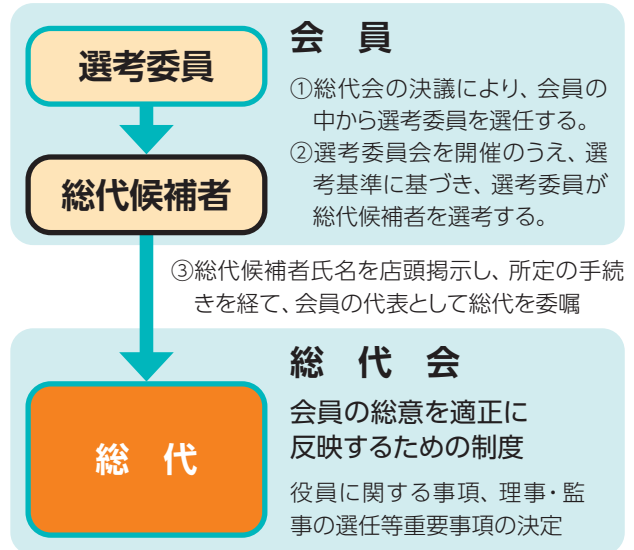 選考委員
総代候補者
会 員
①総代会の決議により、会員の
中から選考委員を選任する。
②選考委員会を開催のうえ、選
考基準に基づき、選考委員が
総代候補者を選考する。
③総代候補者氏名を店頭掲示し、所定の手続
きを経て、会員の代表として総代を委嘱
総 代
総 代 会
会員の総意を適正に
反映するための制度
役員に関する事項、理事・監
事の選任等重要事項の決定